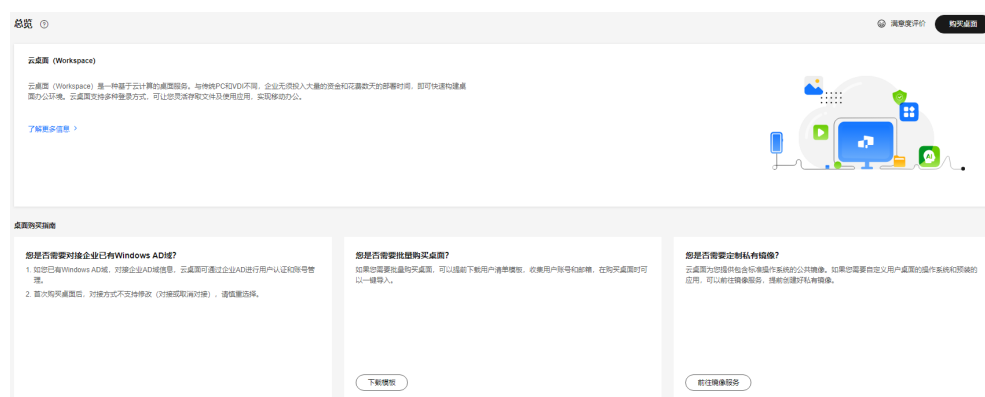 总览
满意度评价
购买桌面
云桌面（Workspace）
云桌面（Workspace）是一种基于云计算的桌面服务。与传统PC和VDI不同，企业无须投入大量的资金和花费数天的部署时间，即可快速构建桌
面办公环境。云桌面支持多种登录方式，可让您灵活存取文件及使用应用，实现移动办公。
了解更多信息
AI
桌面购买指南
您是否需要对接企业已有Windows AD域?
1. 如您已有Windows AD域，对接企业AD域信息，云桌面可通过企业AD进行用户认证和账号管
理。
2. 首次购买桌面后，对接方式不支持修改（对接或取消对接），请慎重选择。
您是否需要批量购买桌面?
如果您需要批量购买桌面，可以提前下载用户清单模板，收集用户账号和邮箱，在购买桌面时可
以一键导入。
下载模板
您是否需要定制私有镜像?
云桌面为您提供包含标准操作系统的公共镜像。如果您需要自定义用户桌面的操作系统和预装的
应用，可以前往镜像服务，提前创建好私有镜像。
前往镜像服务